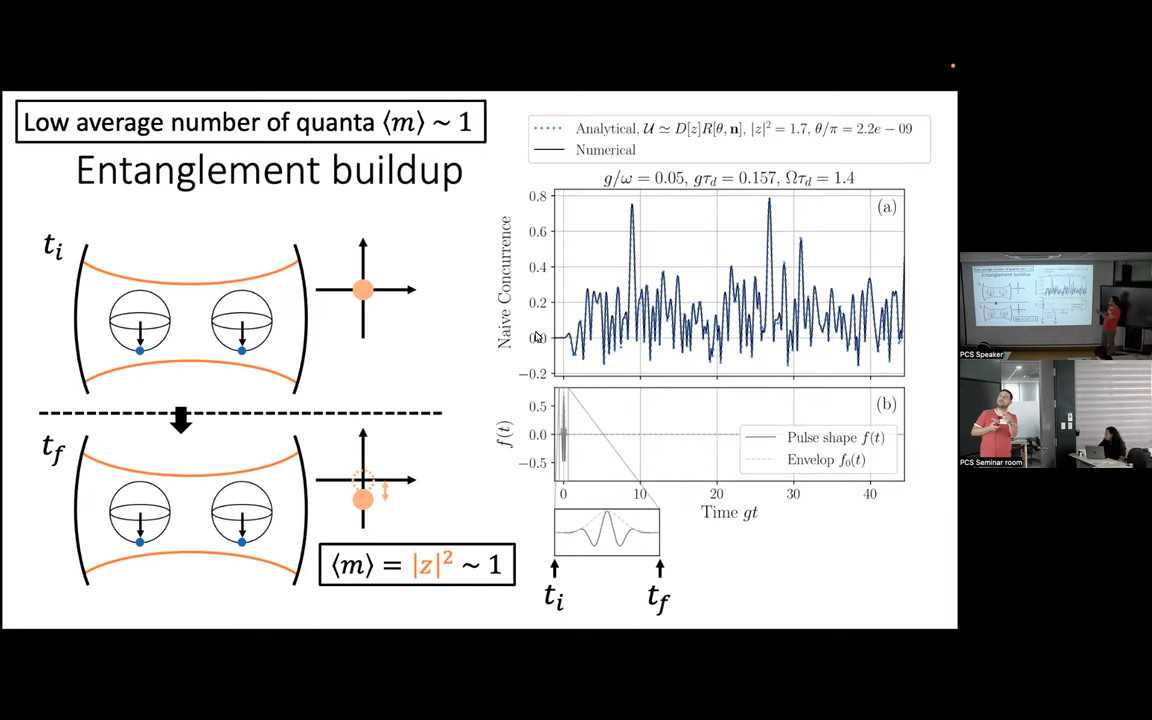 Low average number of quanta ⟨m⟩ ~ 1
Entanglement buildup
t_i
t_f
⟨m⟩ = |z|² ~ 1
Analytical, 𝒰 ≃ D[z]R[θ, n], |z|² = 1.7, θ/π = 2.2e − 09
Numerical
g/ω = 0.05, gτ_d = 0.157, Ωτ_d = 1.4
(a)
Naive Concurrence
0.8
0.6
0.4
0.2
0.0
−0.2
(b)
f(t)
0.5
0.0
−0.5
Pulse shape f(t)
Envelop f₀(t)
0 10 20 30 40
Time gt
t_i t_f
PCS Speaker
PCS Seminar room